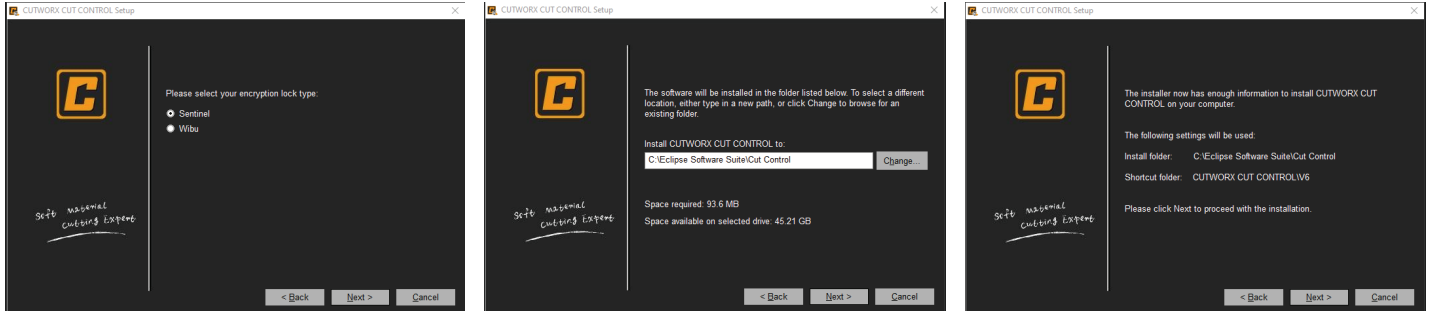 CUTWORX CUT CONTROL Setup
Please select your encryption lock type:
Sentinel
Wibu
Soft Material
Cutting Expert
< Back
Next >
Cancel
CUTWORX CUT CONTROL Setup
The software will be installed in the folder listed below. To select a different
location, either type in a new path, or click Change to browse for an
existing folder.
Install CUTWORX CUT CONTROL to:
C:\Eclipse Software Suite\Cut Control
Change...
Space required: 93.6 MB
Space available on selected drive: 45.21 GB
Soft Material
Cutting Expert
< Back
Next >
Cancel
CUTWORX CUT CONTROL Setup
The installer now has enough information to install CUTWORX CUT
CONTROL on your computer.
The following settings will be used:
Install folder: C:\Eclipse Software Suite\Cut Control
Shortcut folder: CUTWORX CUT CONTROL\V6
Please click Next to proceed with the installation.
Soft Material
Cutting Expert
< Back
Next >
Cancel